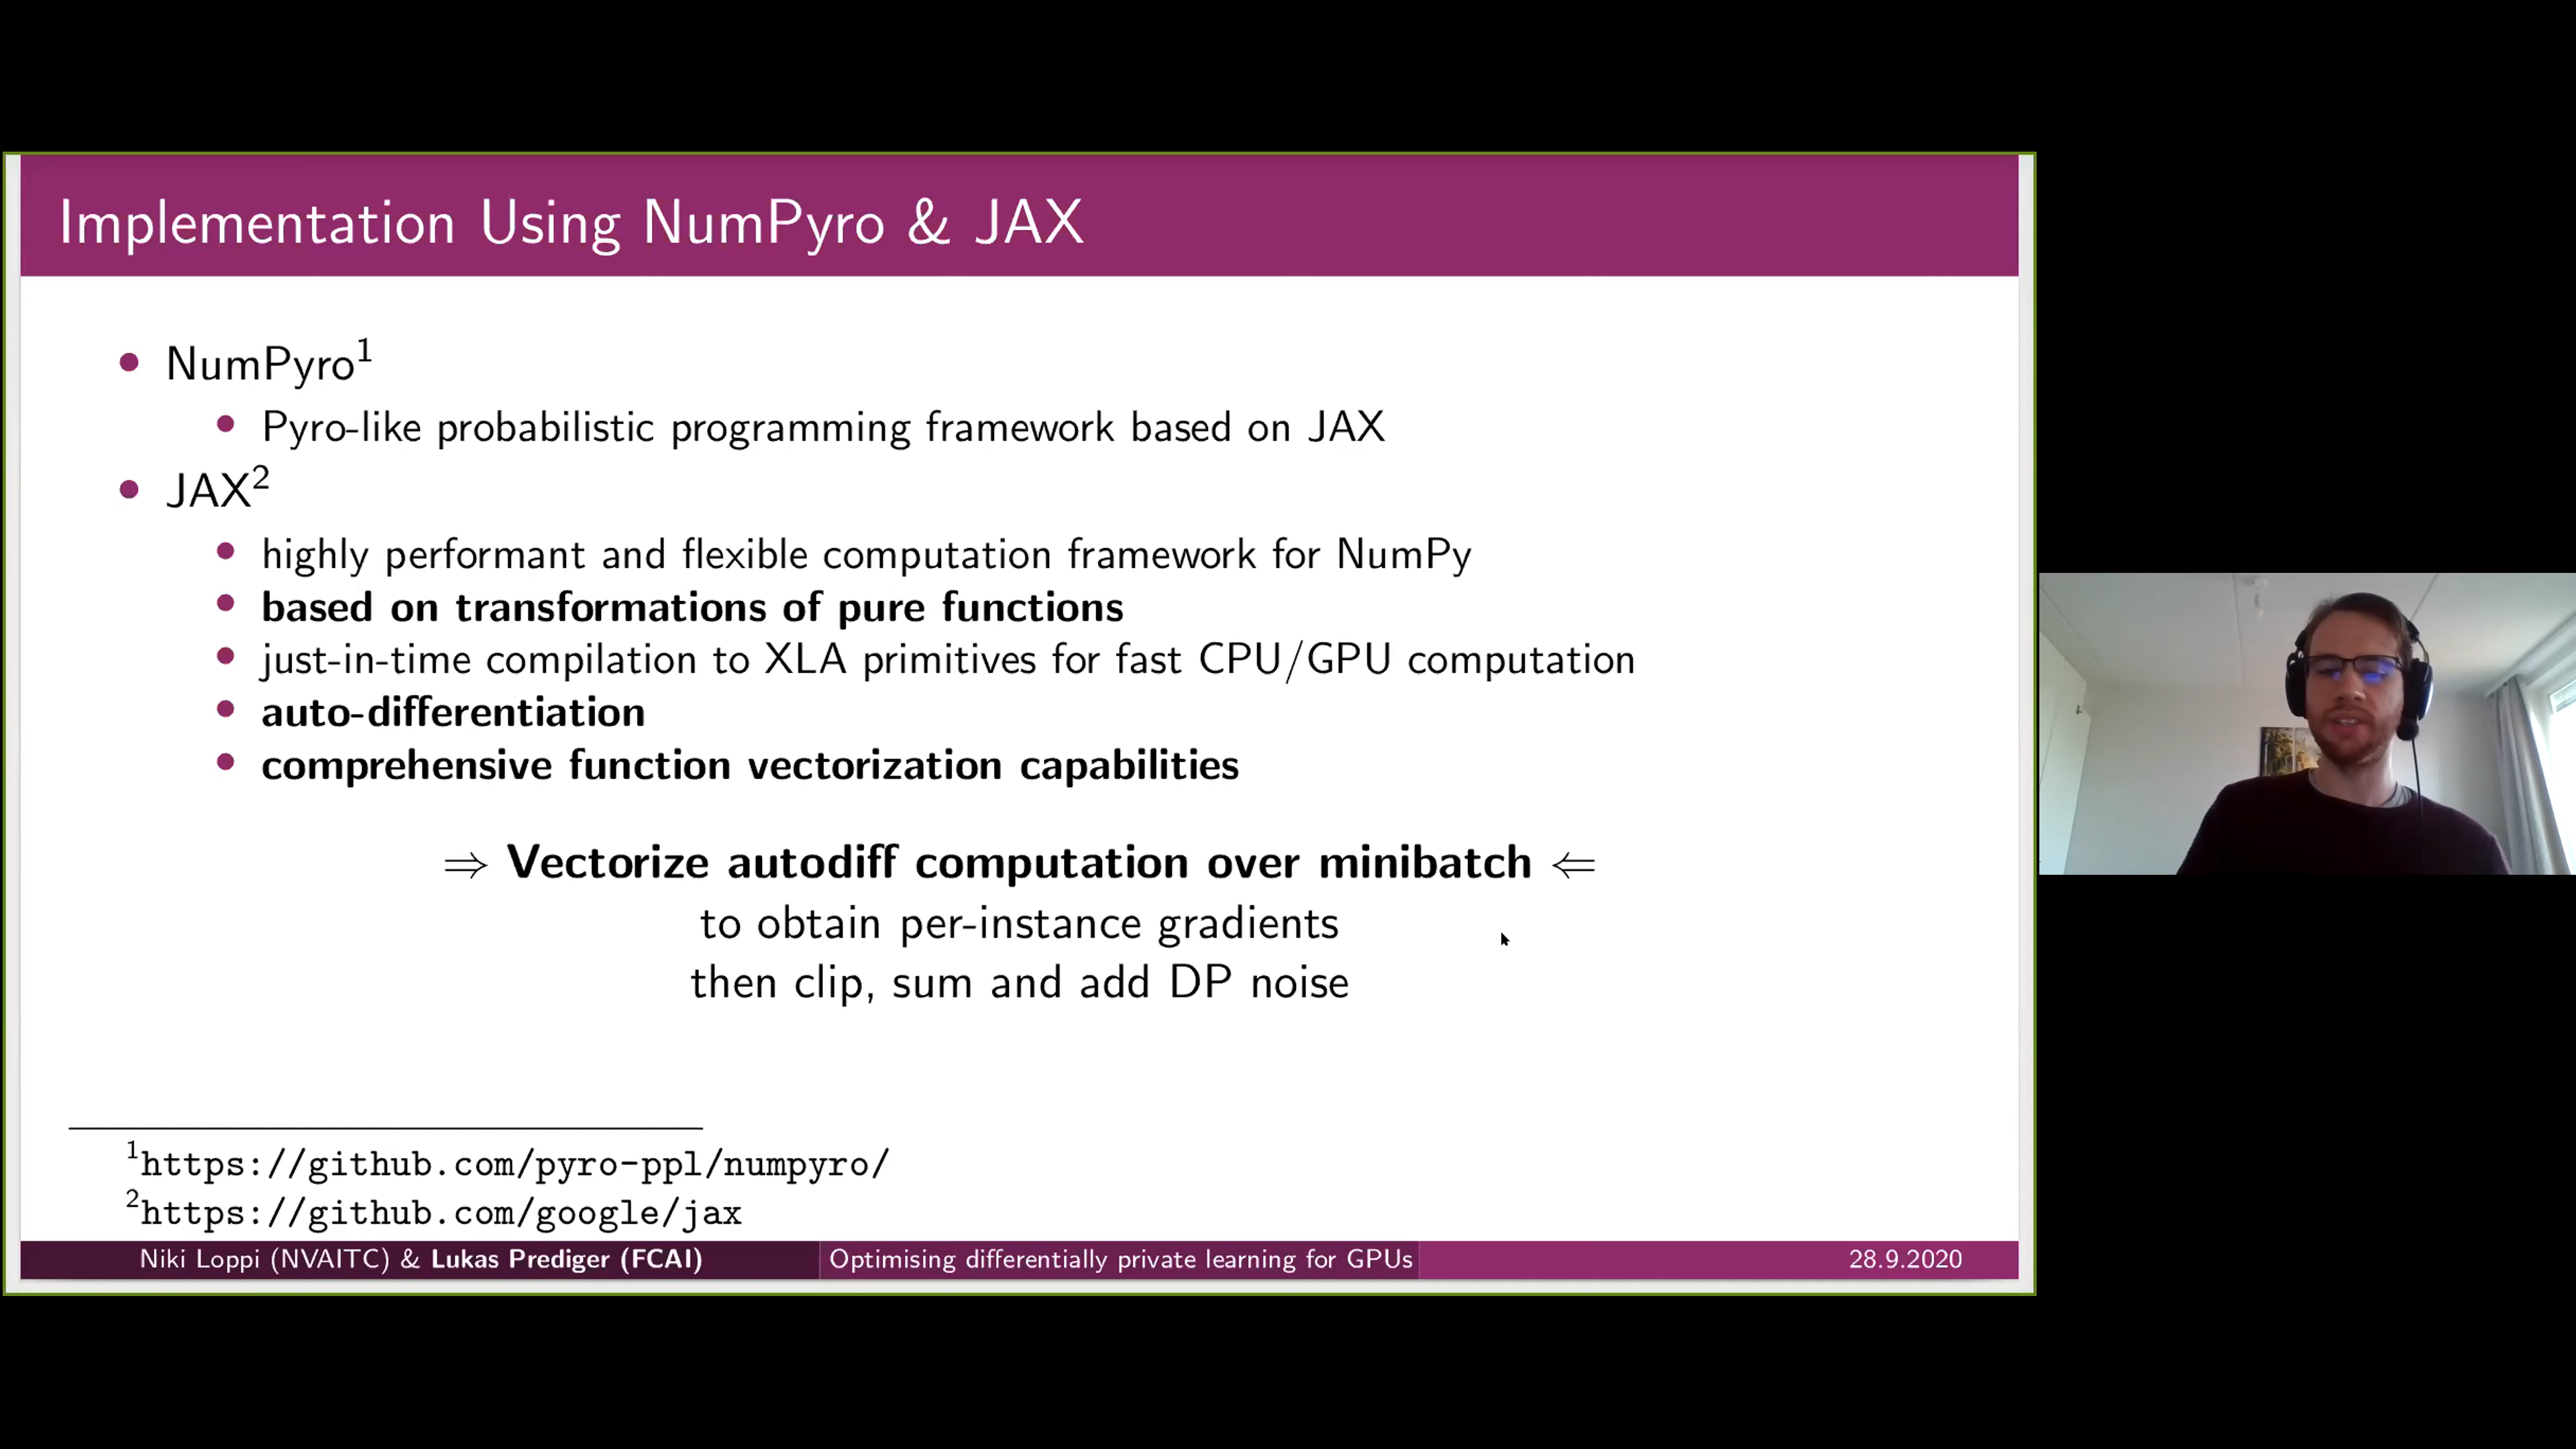 Implementation Using NumPyro & JAX
• NumPyro¹
• Pyro-like probabilistic programming framework based on JAX
• JAX²
• highly performant and flexible computation framework for NumPy
• based on transformations of pure functions
• just-in-time compilation to XLA primitives for fast CPU/GPU computation
• auto-differentiation
• comprehensive function vectorization capabilities
⇒ Vectorize autodiff computation over minibatch ⇐
to obtain per-instance gradients
then clip, sum and add DP noise
¹https://github.com/pyro-ppl/numpyro/
²https://github.com/google/jax
Niki Loppi (NVAITC) & Lukas Prediger (FCAI) Optimising differentially private learning for GPUs 28.9.2020